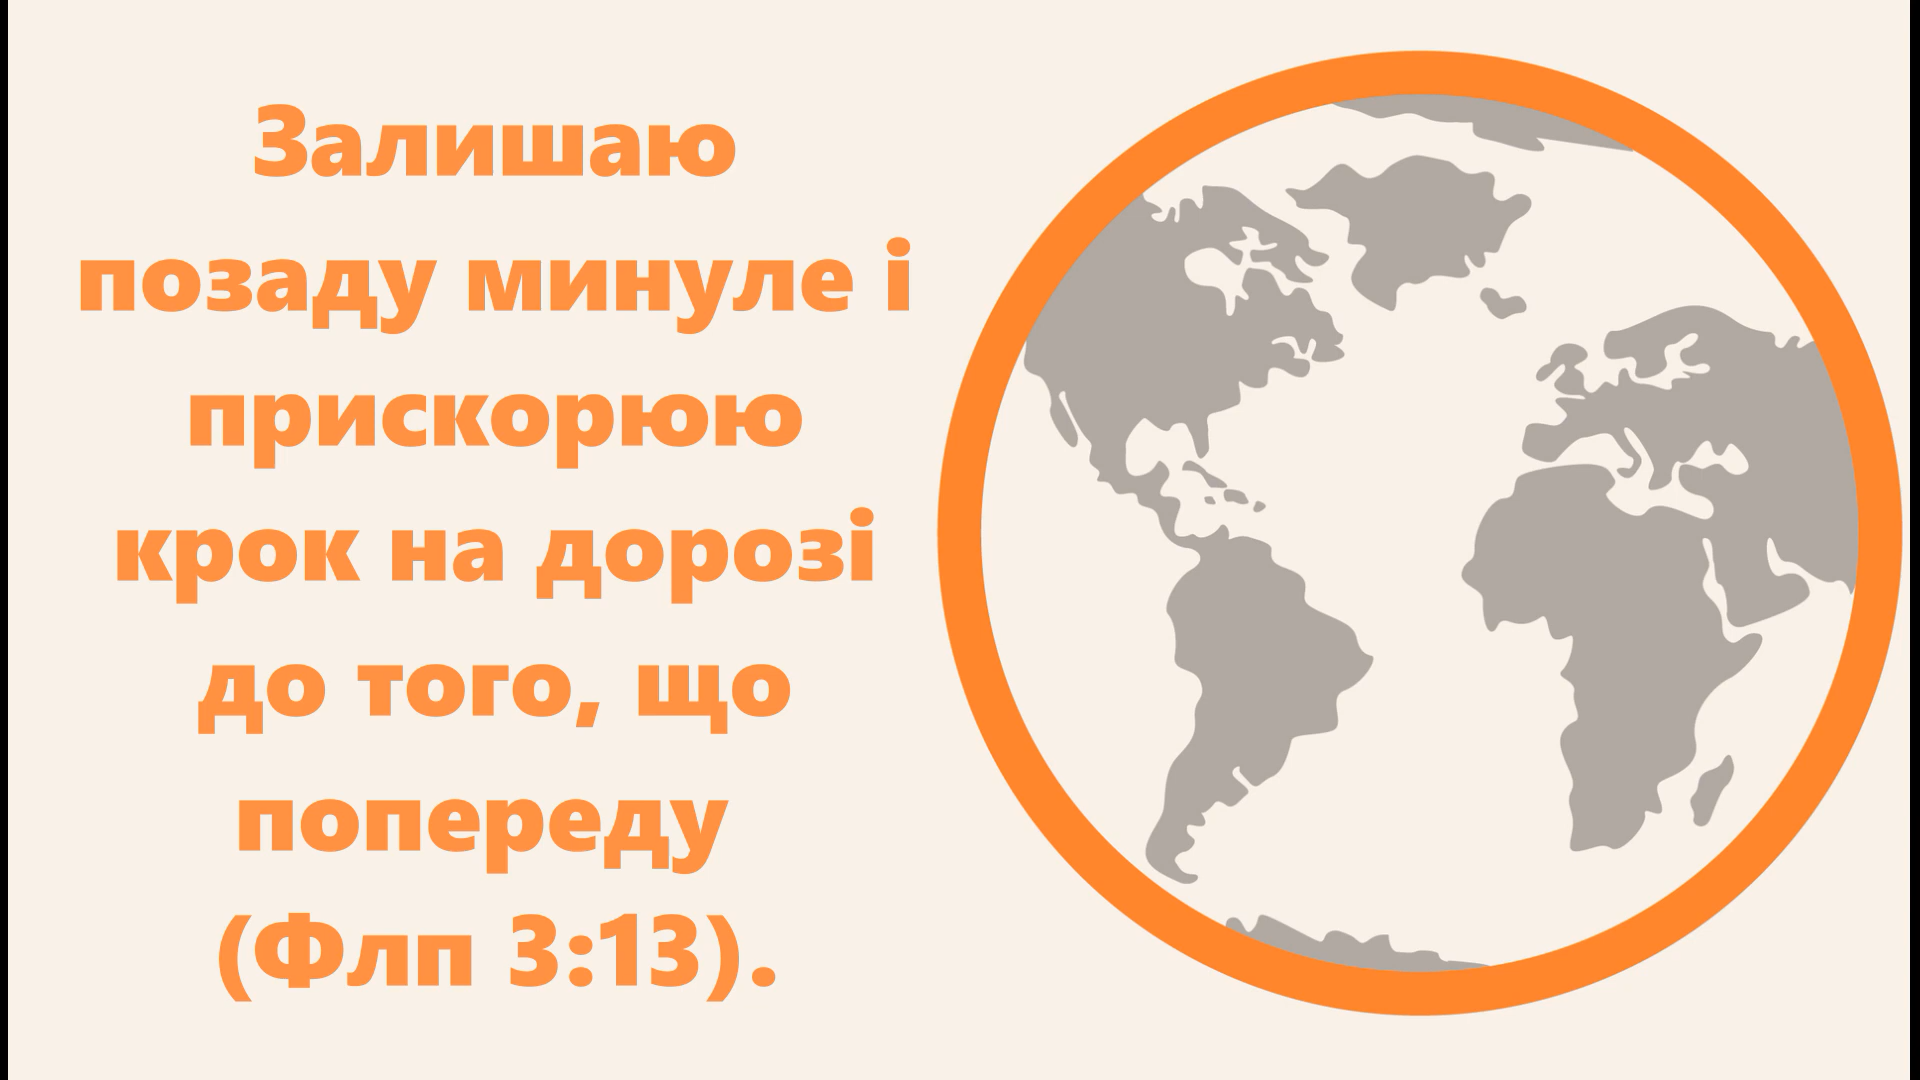 Залишаю
позаду минуле і
прискорюю
крок на дорозі
до того, що
попереду
(Флп 3:13).